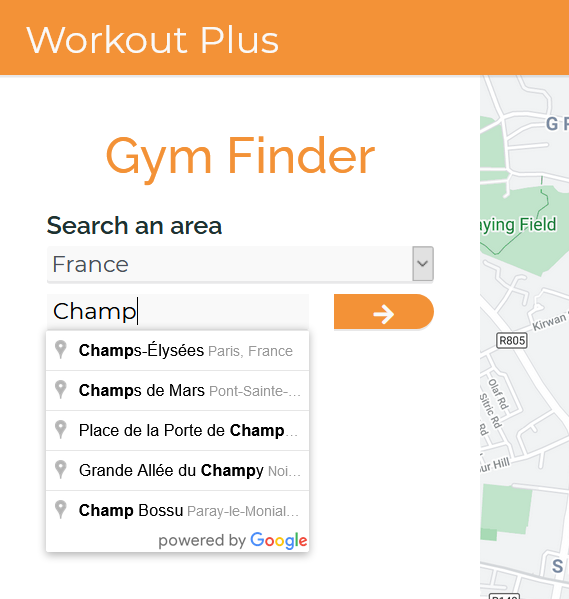 Workout Plus
Gym Finder
Search an area
France
Champ
Champs-Élysées Paris, France
Champs de Mars Pont-Sainte-...
Place de la Porte de Champ...
Grande Allée du Champy Noi...
Champ Bossu Paray-le-Monial...
powered by Google
G R
aying Field
Kirwan
R805
Olaf Rd
sitric Rd
ur Hill
S